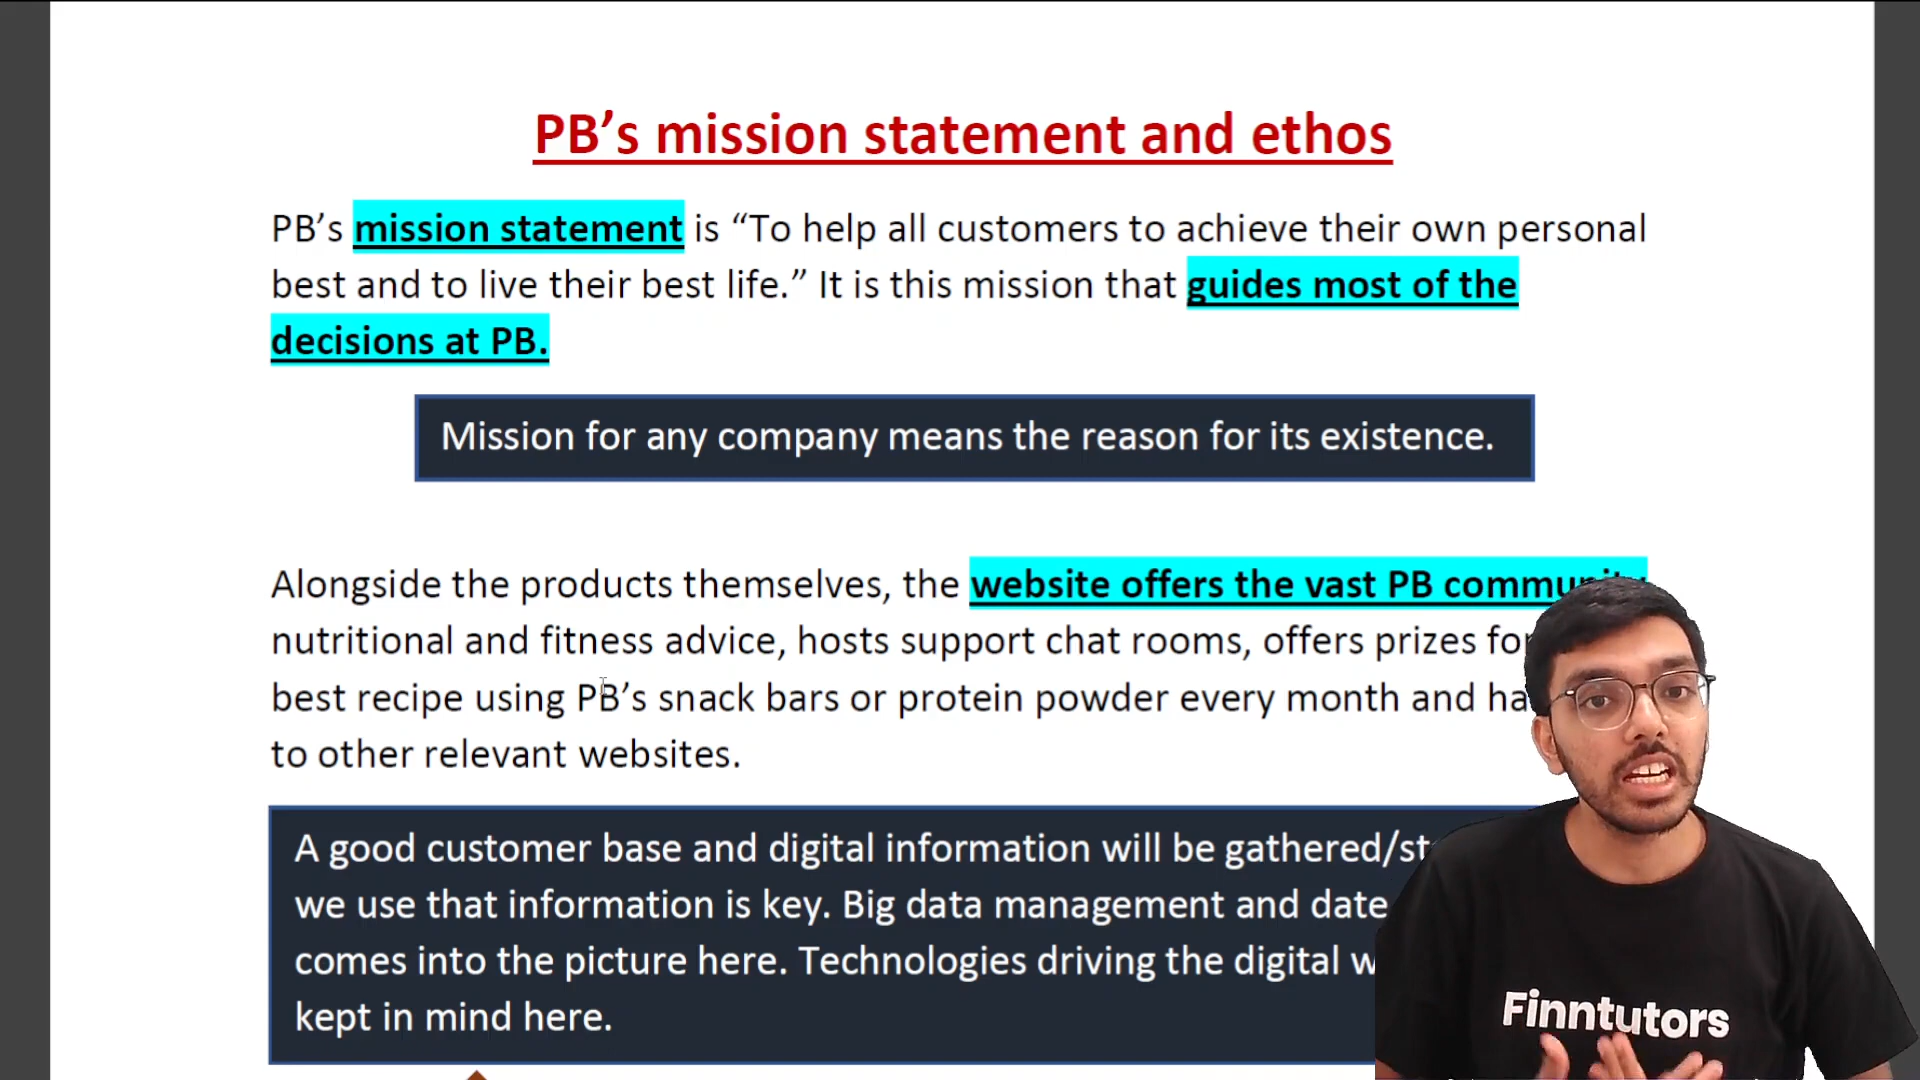 PB’s mission statement and ethos
PB’s mission statement is “To help all customers to achieve their own personal
best and to live their best life.” It is this mission that guides most of the
decisions at PB.
Mission for any company means the reason for its existence.
Alongside the products themselves, the website offers the vast PB community
nutritional and fitness advice, hosts support chat rooms, offers prizes for
best recipe using PB’s snack bars or protein powder every month and
to other relevant websites.
A good customer base and digital information will be
we use that information is key. Big data management and date
comes into the picture here. Technologies driving the digital
kept in mind here.
Finntutors